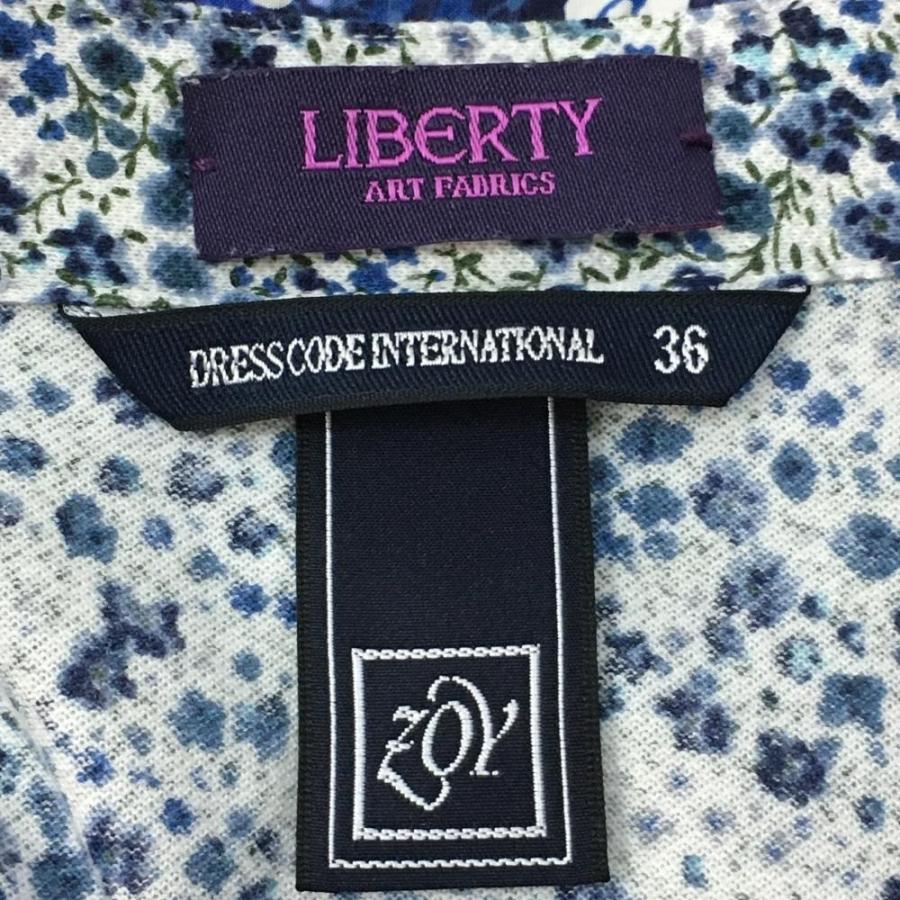 LIBERTY
ART FABRICS
DRESS CODE INTERNATIONAL 36
ZOY